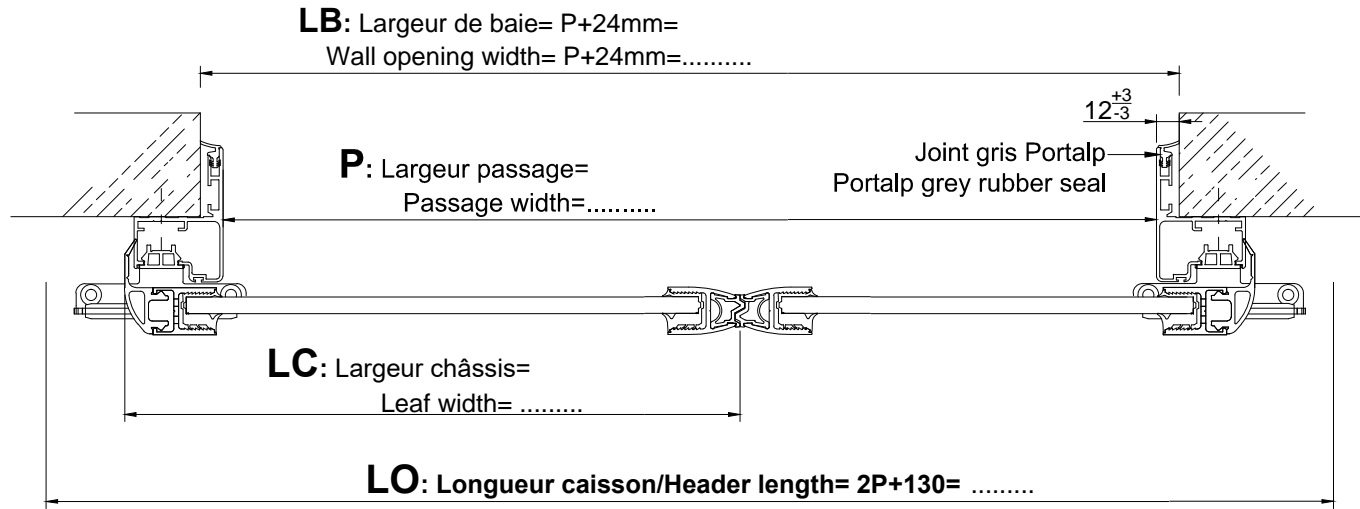 LB: Largeur de baie= P+24mm=
Wall opening width= P+24mm=..........
12 +3
-3
Joint gris Portalp
Portalp grey rubber seal
P: Largeur passage=
Passage width=..........
LC: Largeur châssis=
Leaf width= .........
LO: Longueur caisson/Header length= 2P+130= .........